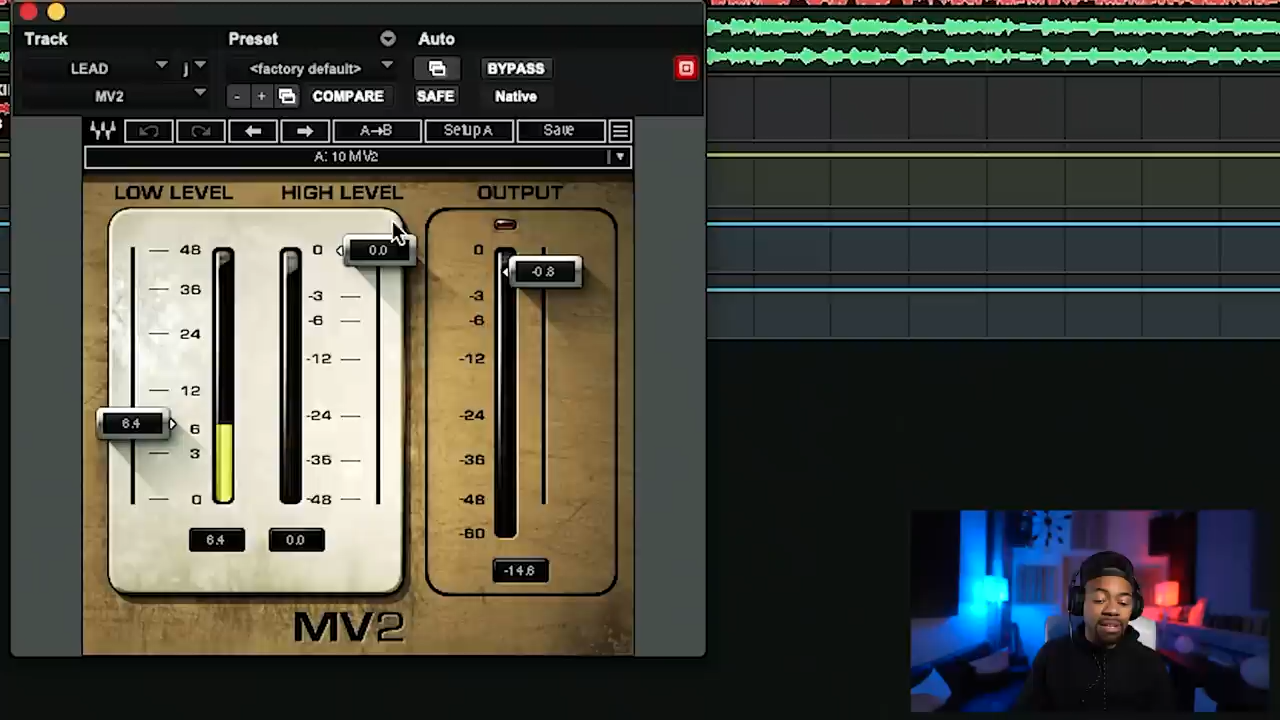 Track Preset Auto
LEAD j <factory default> BYPASS
MV2 - + COMPARE SAFE Native
A→B Setup A Save
A: 10 MV2
LOW LEVEL HIGH LEVEL OUTPUT
48 0 0.0 0 -0.8
36 -3 -3
24 -6 -6
12 -12 -12
6.4 6 -24 -24
3 -36 -36
0 -48 -48
-60
6.4 0.0 -14.6
MV2